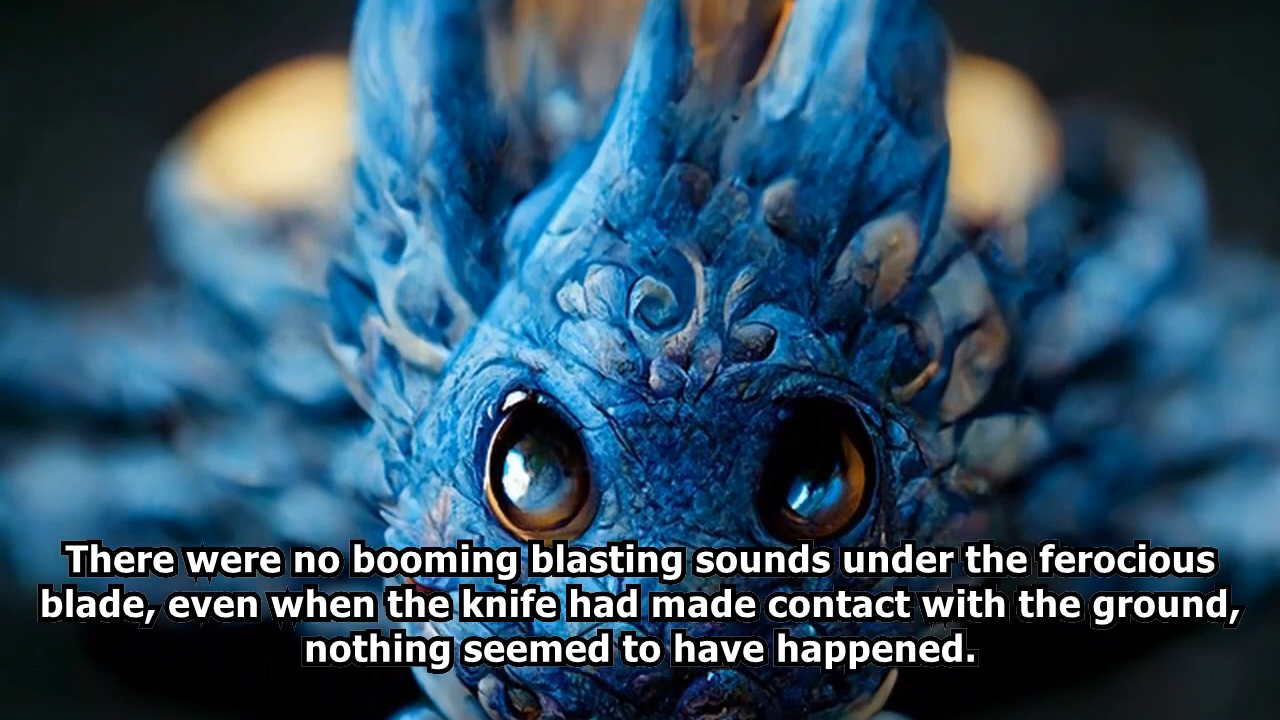 There were no booming blasting sounds under the ferocious
blade, even when the knife had made contact with the ground,
nothing seemed to have happened.